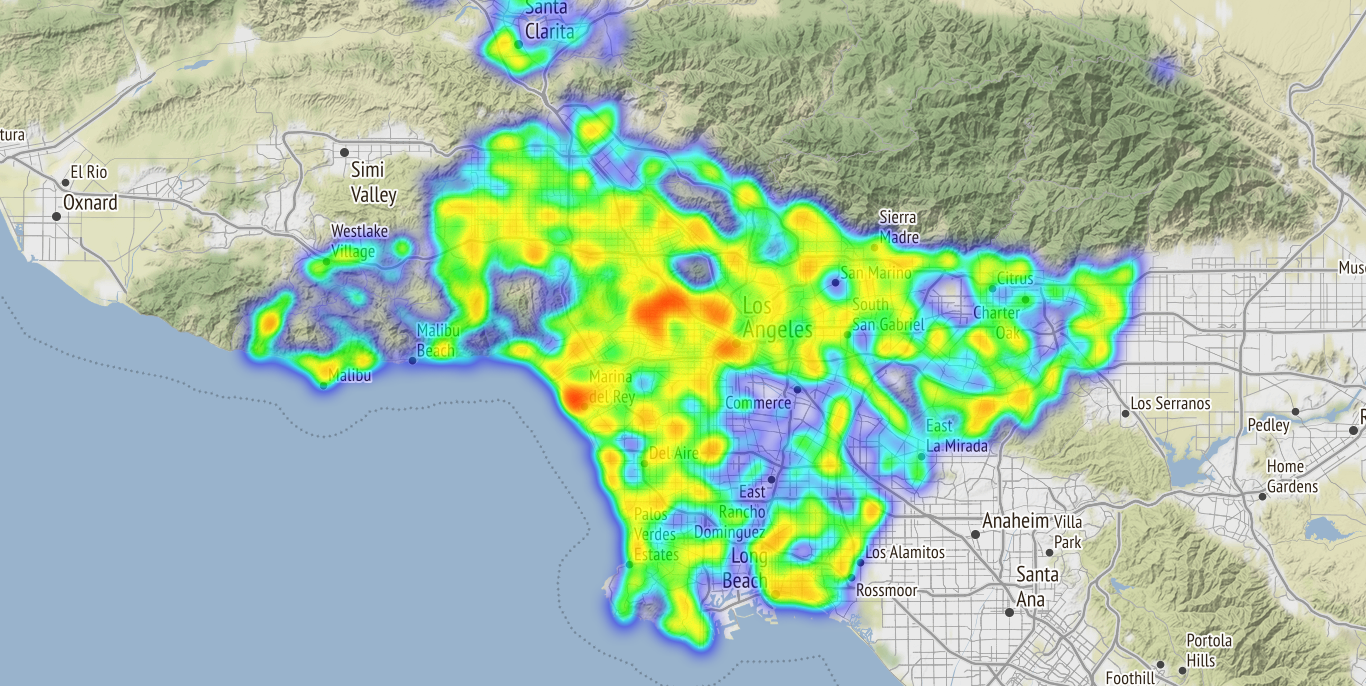 Santa
Clarita
tura
El Rio
Oxnard
Simi
Valley
Westlake
Village
Sierra
Madre
San Marino
Citrus
Muse
Los
Angeles
South
San Gabriel
Charter
Oak
Malibu
Beach
Malibu
Marina
del Rey
Commerce
Los Serranos
Pedley
R
East
La Mirada
Del Aire
Home
Gardens
East
Rancho
Dominguez
Palos
Verdes
Estates
Anaheim
Villa
Park
Long
Beach
Los Alamitos
Rossmoor
Santa
Ana
Portola
Hills
Foothill